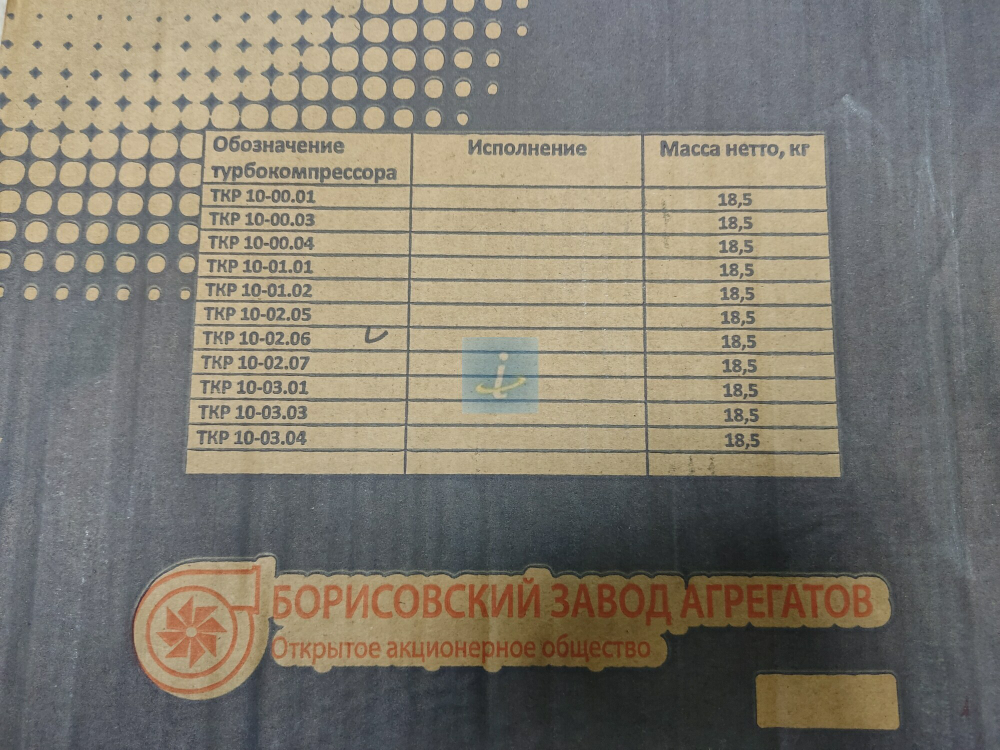 Обозначение турбокомпрессора Исполнение Масса нетто, кг
ТКР 10-00.01 18,5
ТКР 10-00.03 18,5
ТКР 10-00.04 18,5
ТКР 10-01.01 18,5
ТКР 10-01.02 18,5
ТКР 10-02.05 18,5
ТКР 10-02.06 18,5
ТКР 10-02.07 18,5
ТКР 10-03.01 18,5
ТКР 10-03.03 18,5
ТКР 10-03.04 18,5
БОРИСОВСКИЙ ЗАВОД АГРЕГАТОВ
Открытое акционерное общество